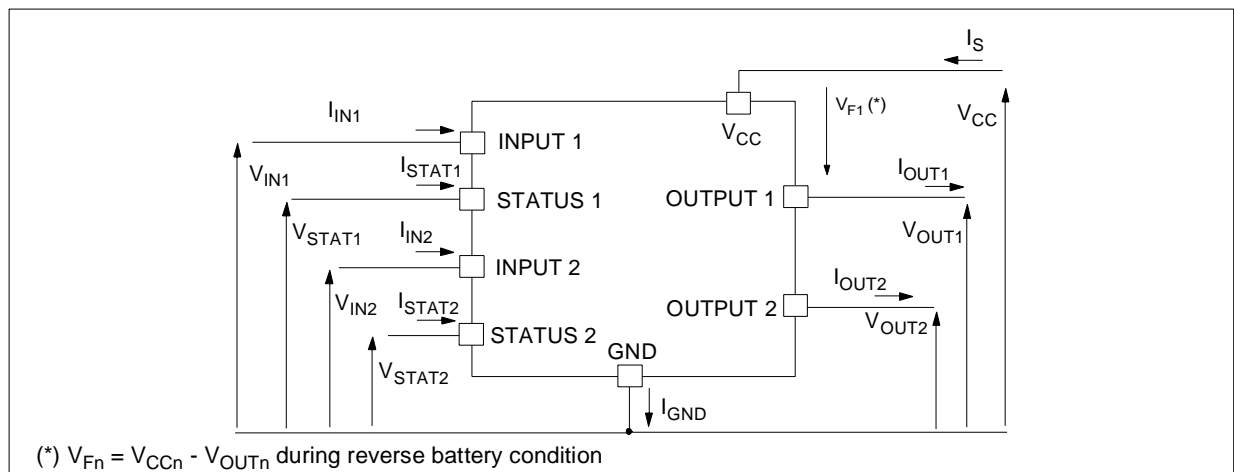 I_S
V_F1 (*)
V_CC
V_CC
I_IN1
INPUT 1
V_IN1
I_STAT1
STATUS 1
OUTPUT 1
I_OUT1
V_STAT1
V_OUT1
I_IN2
INPUT 2
V_IN2
I_OUT2
I_STAT2
OUTPUT 2
V_OUT2
STATUS 2
GND
V_STAT2
I_GND
(*) V_Fn = V_CCn - V_OUTn during reverse battery condition